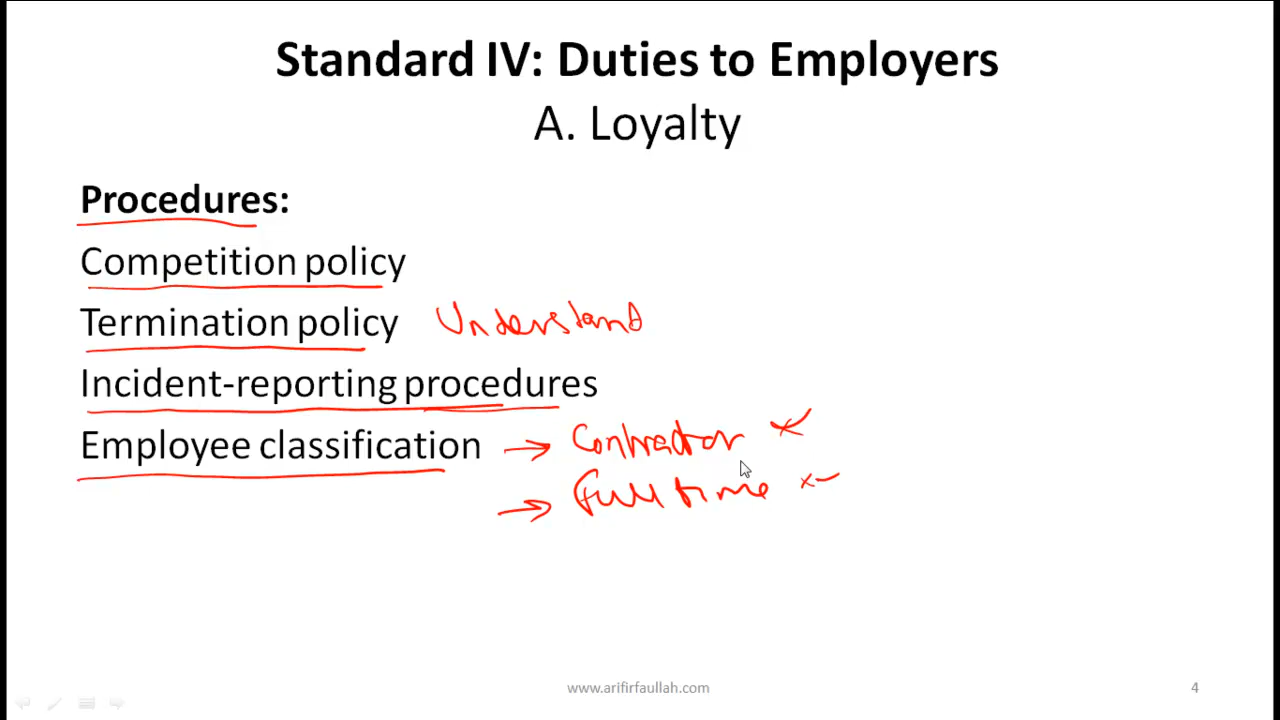 Standard IV: Duties to Employers
A. Loyalty
Procedures:
Competition policy
Termination policy Understand
Incident-reporting procedures
Employee classification → Contractor
→ Full time
www.arifirfaullah.com
4